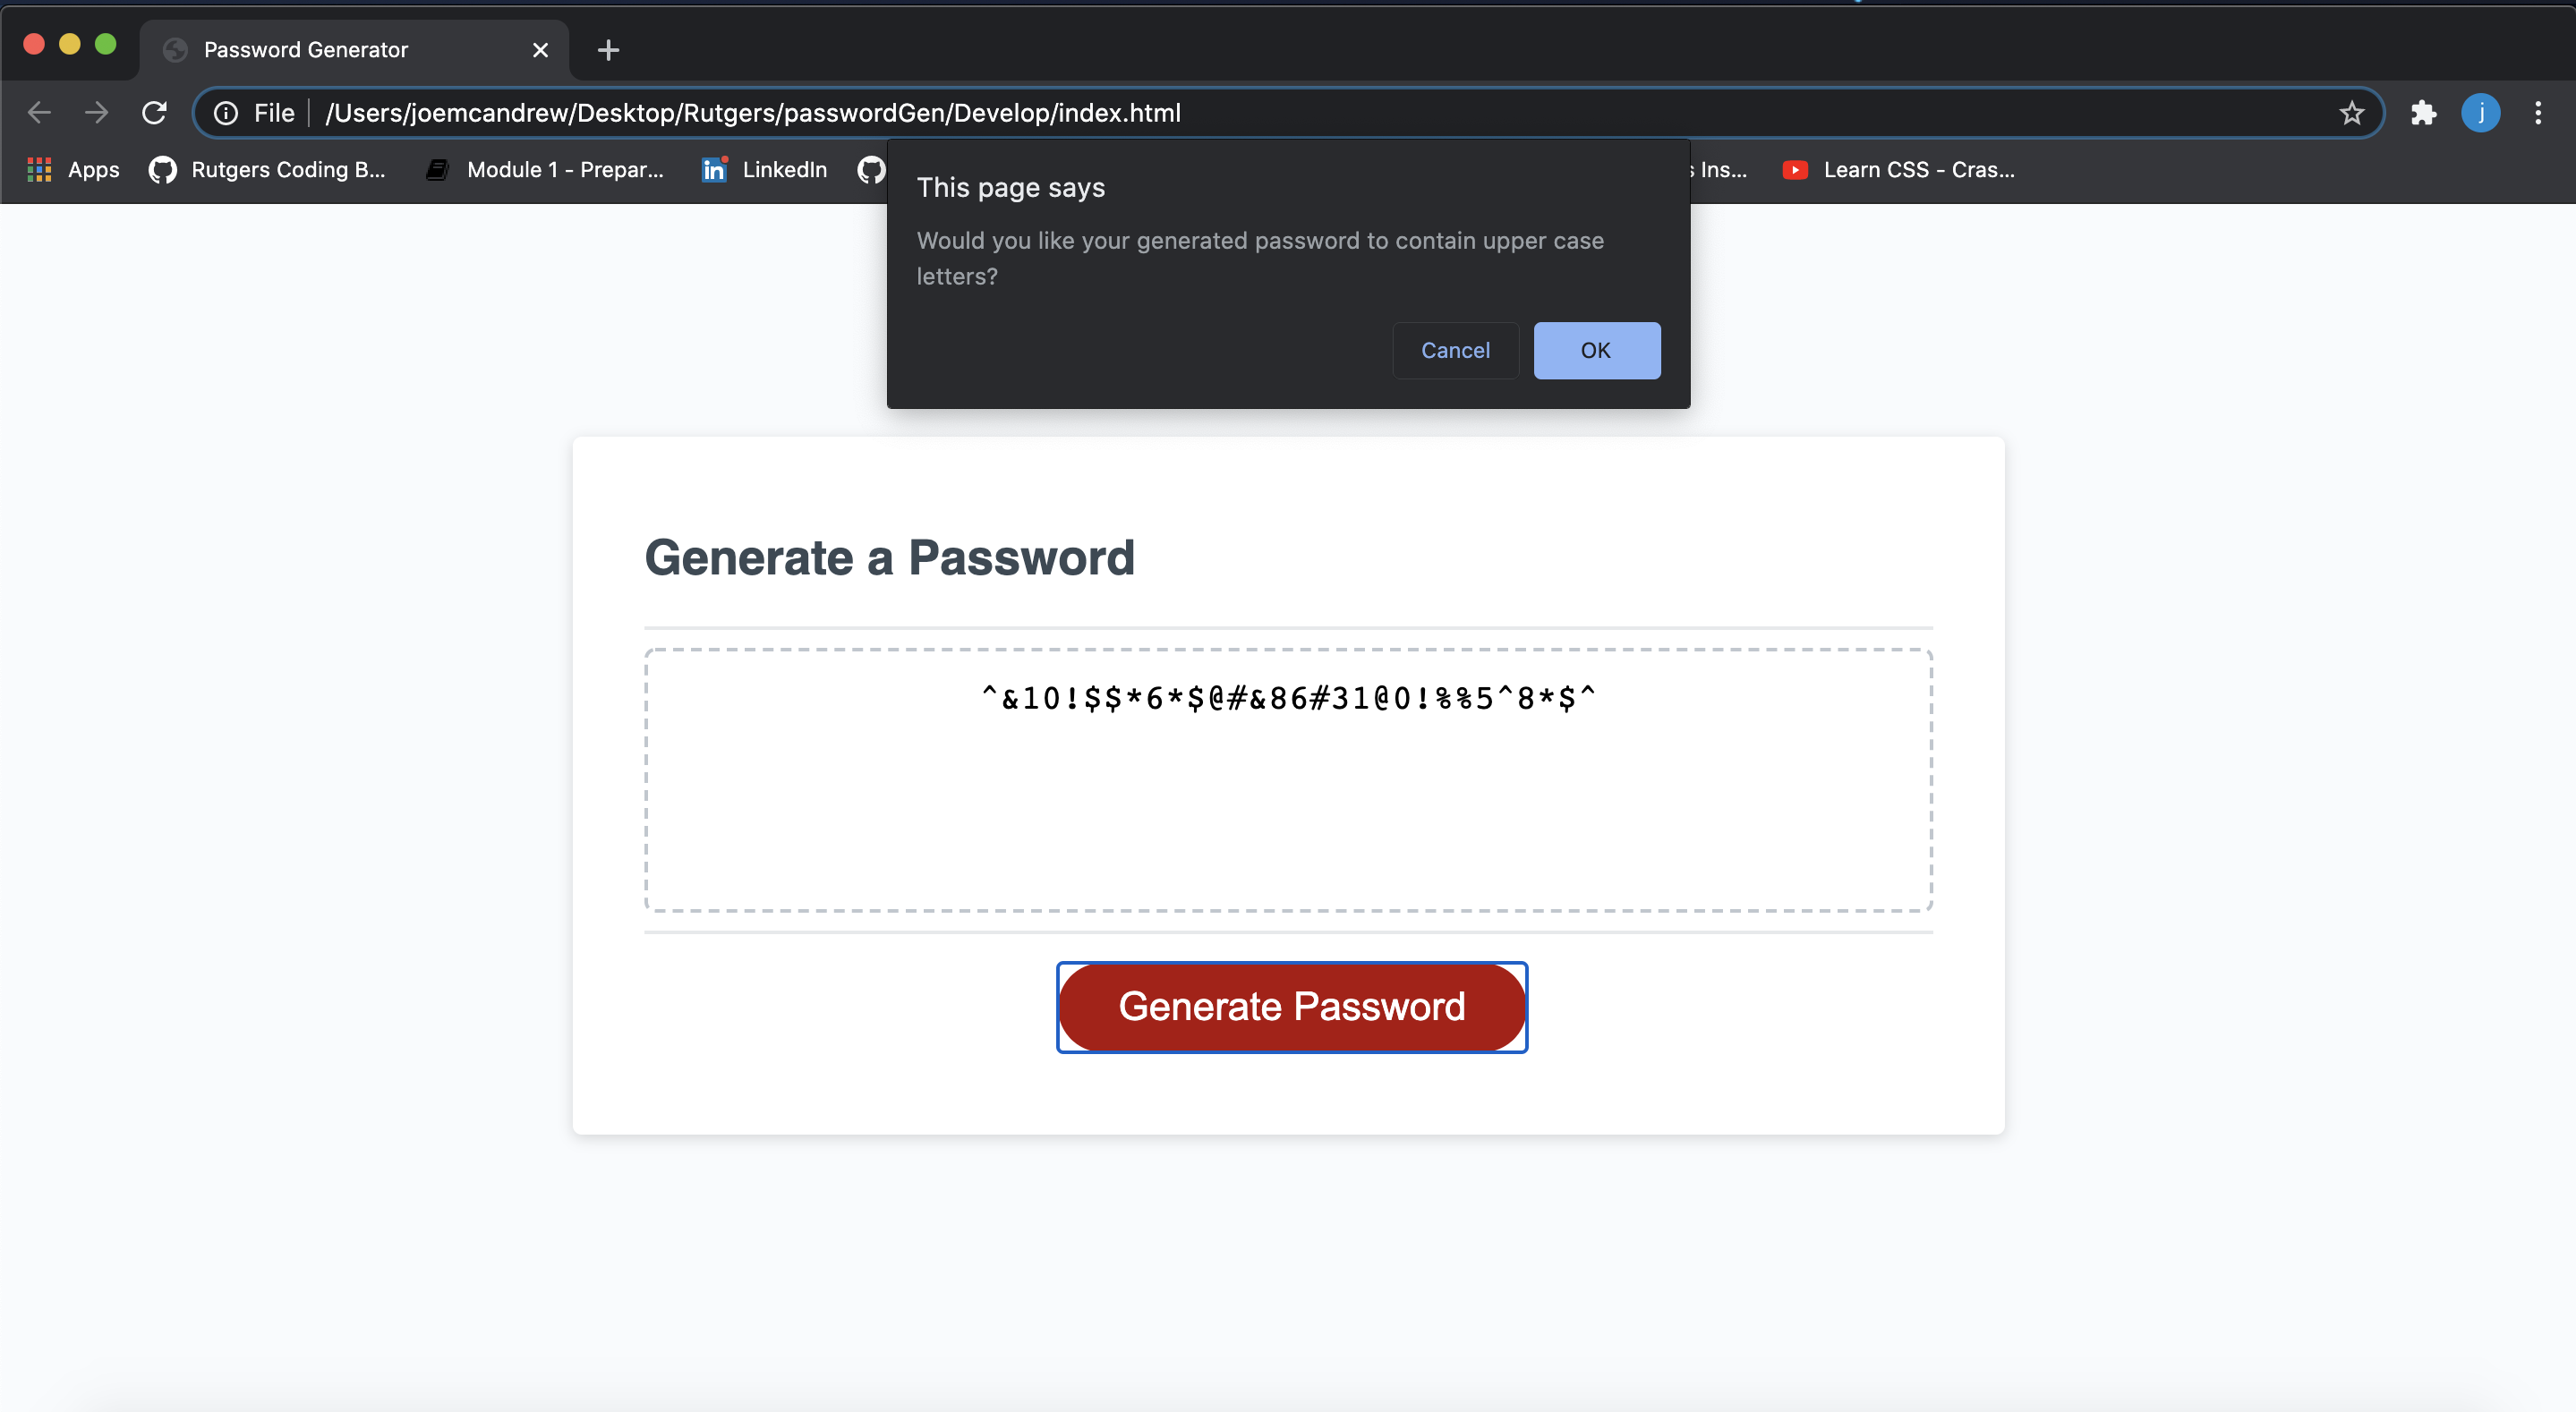 Password Generator
File /Users/joemcandrew/Desktop/Rutgers/passwordGen/Develop/index.html
j
Apps Rutgers Coding B... Module 1 - Prepar... LinkedIn s Ins... Learn CSS - Cras...
This page says
Would you like your generated password to contain upper case
letters?
Cancel OK
Generate a Password
^&10!$$*6*$@#&86#31@0!%%5^8*$^
Generate Password